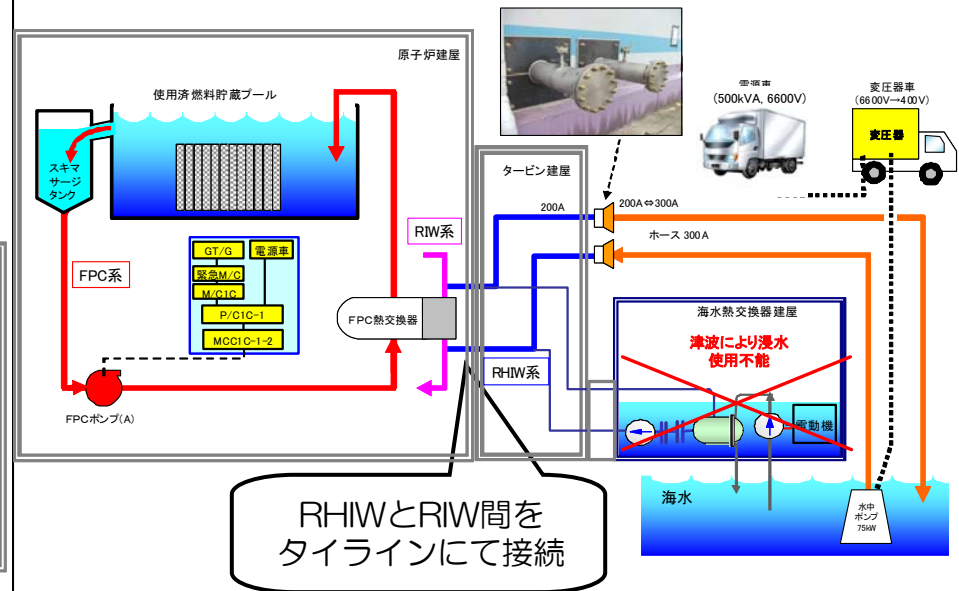 原子炉建屋
使用済燃料貯蔵プール
スキマ
サージ
タンク
FPC系
GT/G
電源車
緊急M/C
M/C1C
P/C1C-1
MCC1C-1-2
FPCポンプ(A)
RIW系
FPC熱交換器
タービン建屋
200A
RHIW系
200A⇔300A
ホース 300A
電源車
(500kVA, 6600V)
変圧器車
(6600V→400V)
変圧器
海水熱交換器建屋
津波により浸水
使用不能
電動機
海水
水中
ポンプ
75kW
RHIWとRIW間を
タイラインにて接続